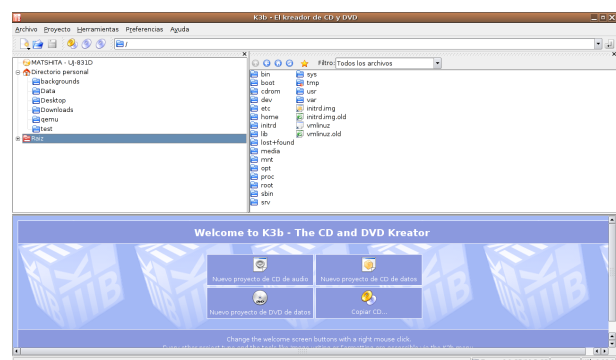 K3b - El kreador de CD y DVD
Archivo Proyecto Herramientas Preferencias Ayuda
/
MATSHITA - UJ-831D
Directorio personal
backgrounds
Data
Desktop
Downloads
qemu
test
Raíz
Filtro: Todos los archivos
bin
boot
cdrom
dev
etc
home
initrd
lib
lost+found
media
mnt
opt
proc
root
sbin
srv
sys
tmp
usr
var
initrd.img
initrd.img.old
vmlinuz
vmlinuz.old
Welcome to K3b - The CD and DVD Kreator
Nuevo proyecto de CD de audio
Nuevo proyecto de CD de datos
Nuevo proyecto de DVD de datos
Copiar CD...
Change the welcome screen buttons with a right mouse click.